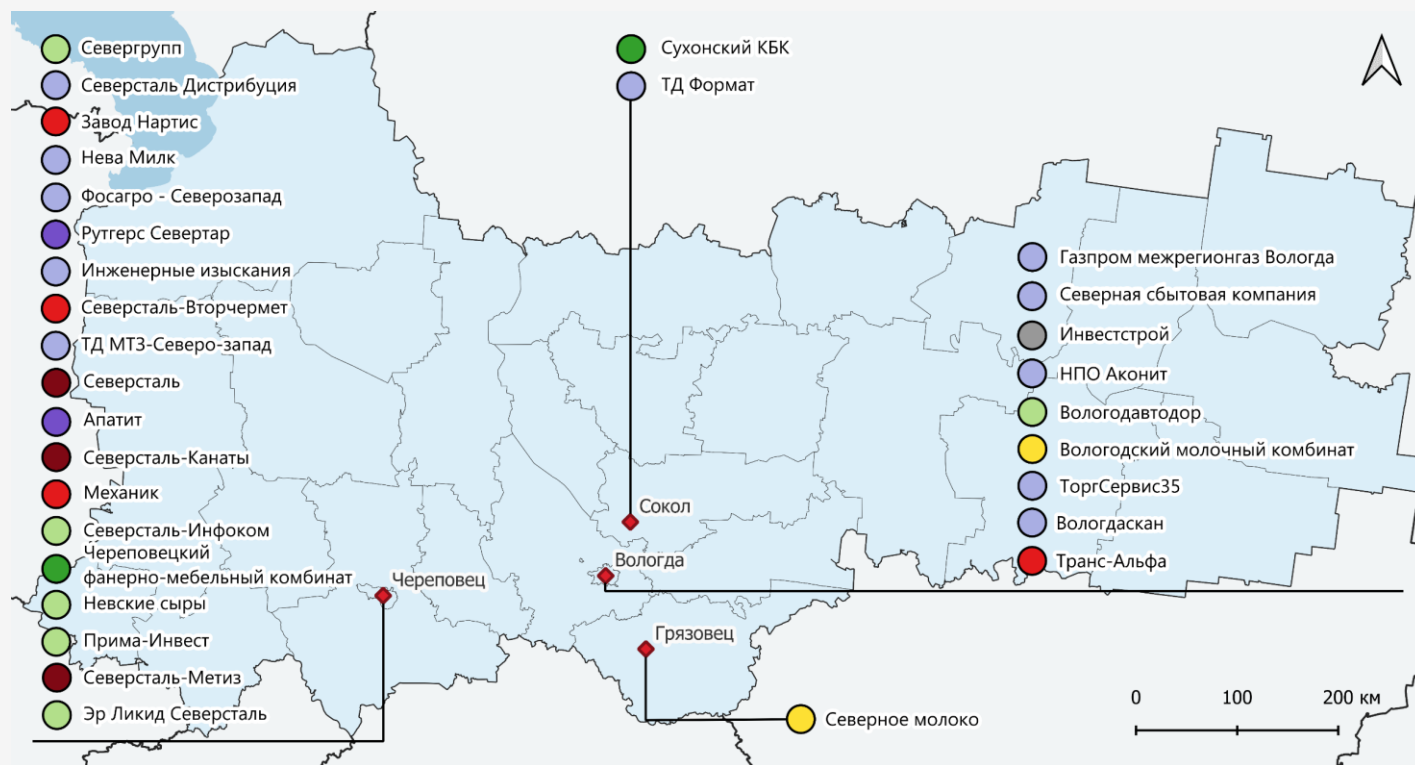 Севергрупп
Северсталь Дистрибуция
Завод Нартис
Нева Милк
Фосагро - Северозапад
Рутгерс Севертар
Инженерные изыскания
Северсталь-Вторчермет
ТД МТЗ-Северо-запад
Северсталь
Апатит
Северсталь-Канаты
Механик
Северсталь-Инфоком
Череповецкий
фанерно-мебельный комбинат
Невские сыры
Прима-Инвест
Северсталь-Метиз
Эр Ликид Северсталь
Череповец
Сухонский КБК
ТД Формат
Сокол
Вологда
Грязовец
Северное молоко
Газпром межрегионгаз Вологда
Северная сбытовая компания
Инвестстрой
НПО Аконит
Вологодавтодор
Вологодский молочный комбинат
ТоргСервис35
Вологдаскан
Транс-Альфа
0 100 200 км